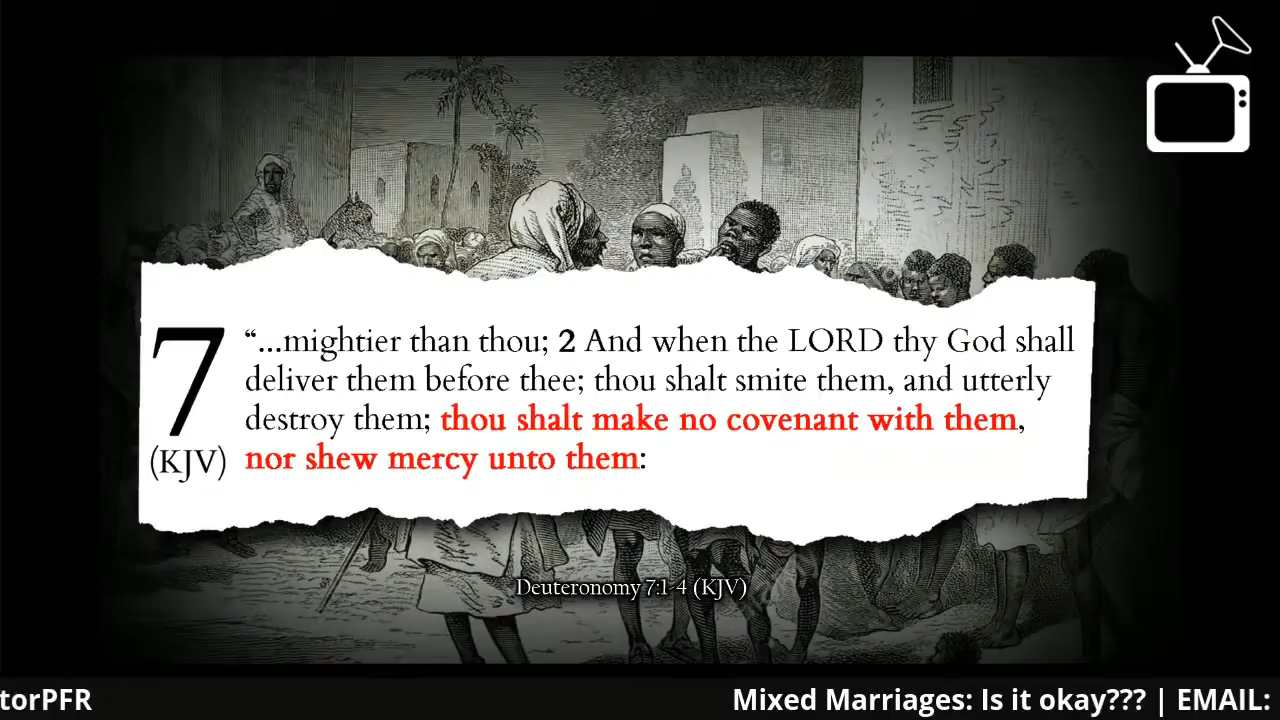 7
(KJV)
“...mightier than thou; 2 And when the LORD thy God shall
deliver them before thee; thou shalt smite them, and utterly
destroy them; thou shalt make no covenant with them,
nor shew mercy unto them:
Deuteronomy 7:1-4 (KJV)
torPFR
Mixed Marriages: Is it okay??? | EMAIL: